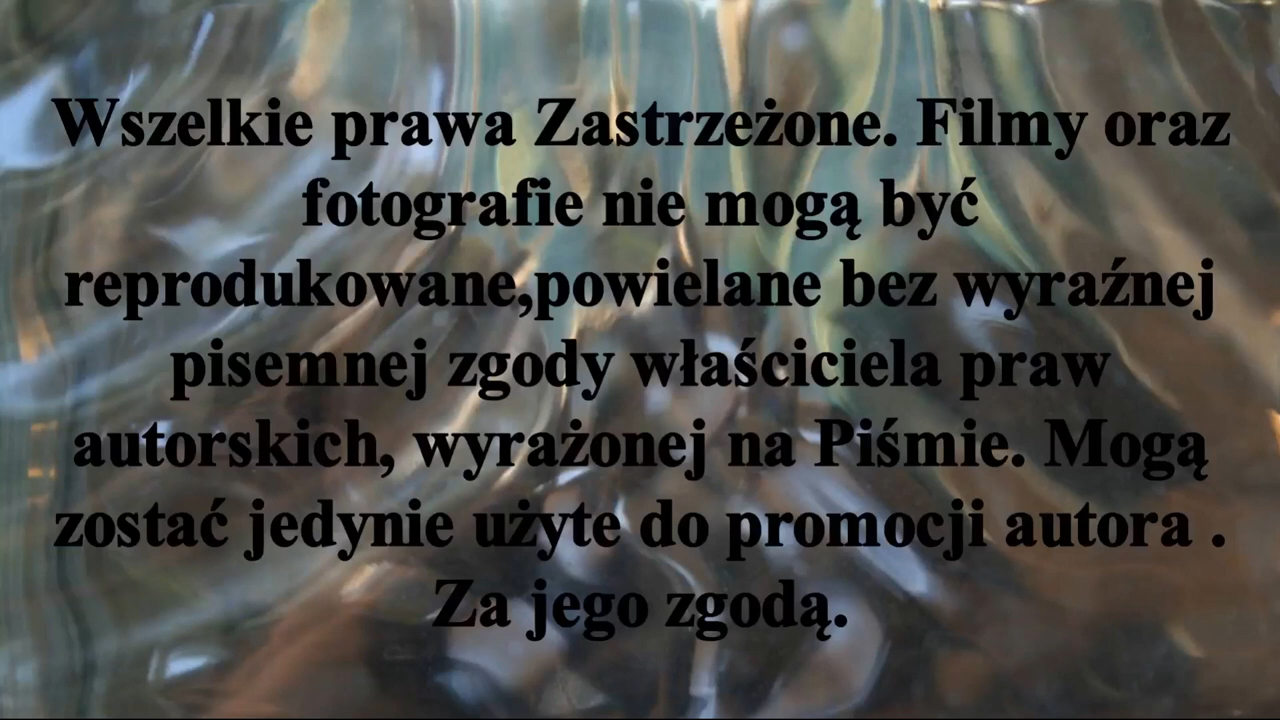 Wszelkie prawa Zastrzeżone. Filmy oraz
fotografie nie mogą być
reprodukowane,powielane bez wyraźnej
pisemnej zgody właściciela praw
autorskich, wyrażonej na Piśmie. Mogą
zostać jedynie użyte do promocji autora .
Za jego zgodą.